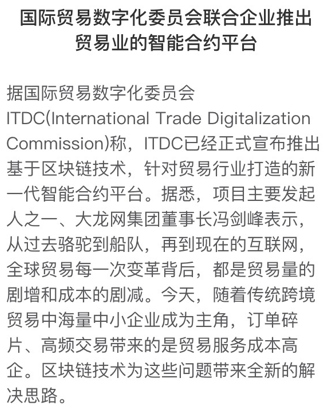 国际贸易数字化委员会联合企业推出
贸易业的智能合约平台
据国际贸易数字化委员会
ITDC(International Trade Digitalization
Commission)称，ITDC已经正式宣布推出
基于区块链技术，针对贸易行业打造的新
一代智能合约平台。据悉，项目主要发起
人之一、大龙网集团董事长冯剑峰表示，
从过去骆驼到船队，再到现在的互联网，
全球贸易每一次变革背后，都是贸易量的
剧增和成本的剧减。今天，随着传统跨境
贸易中海量中小企业成为主角，订单碎
片、高频交易带来的是贸易服务成本高
企。区块链技术为这些问题带来全新的解
决思路。